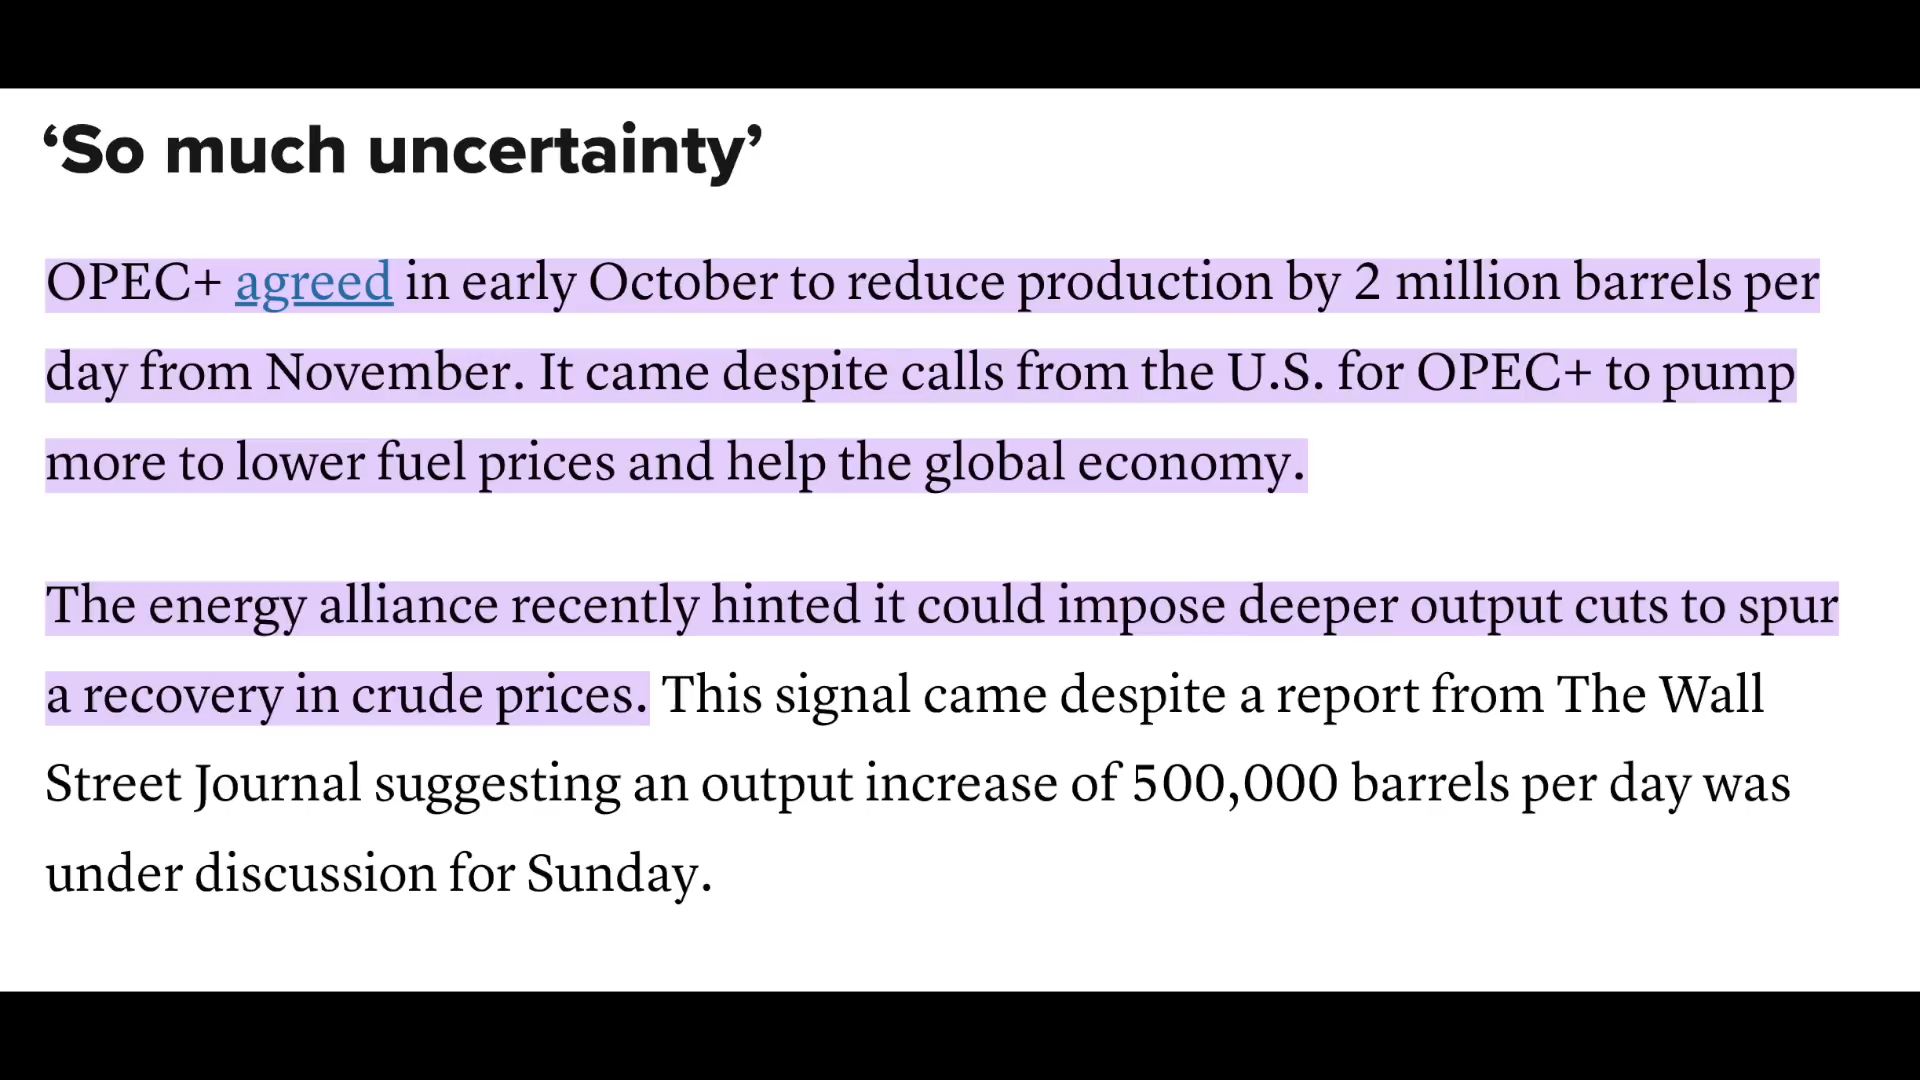 ‘So much uncertainty’
OPEC+ agreed in early October to reduce production by 2 million barrels per
day from November. It came despite calls from the U.S. for OPEC+ to pump
more to lower fuel prices and help the global economy.
The energy alliance recently hinted it could impose deeper output cuts to spur
a recovery in crude prices. This signal came despite a report from The Wall
Street Journal suggesting an output increase of 500,000 barrels per day was
under discussion for Sunday.